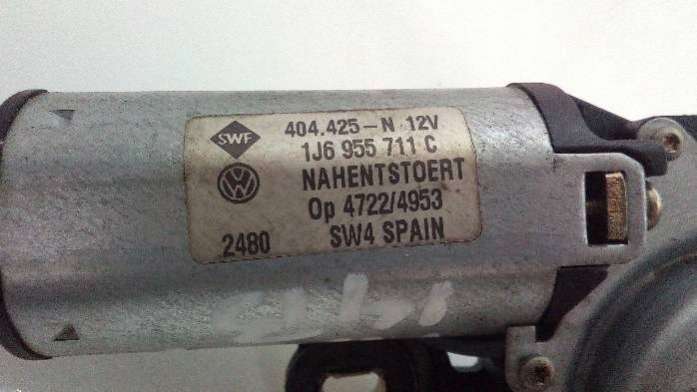 SWF 404.425-N 12V
1J6 955 711 C
NAHENTSTOERT
Op 4722/4953
2480 SW4 SPAIN